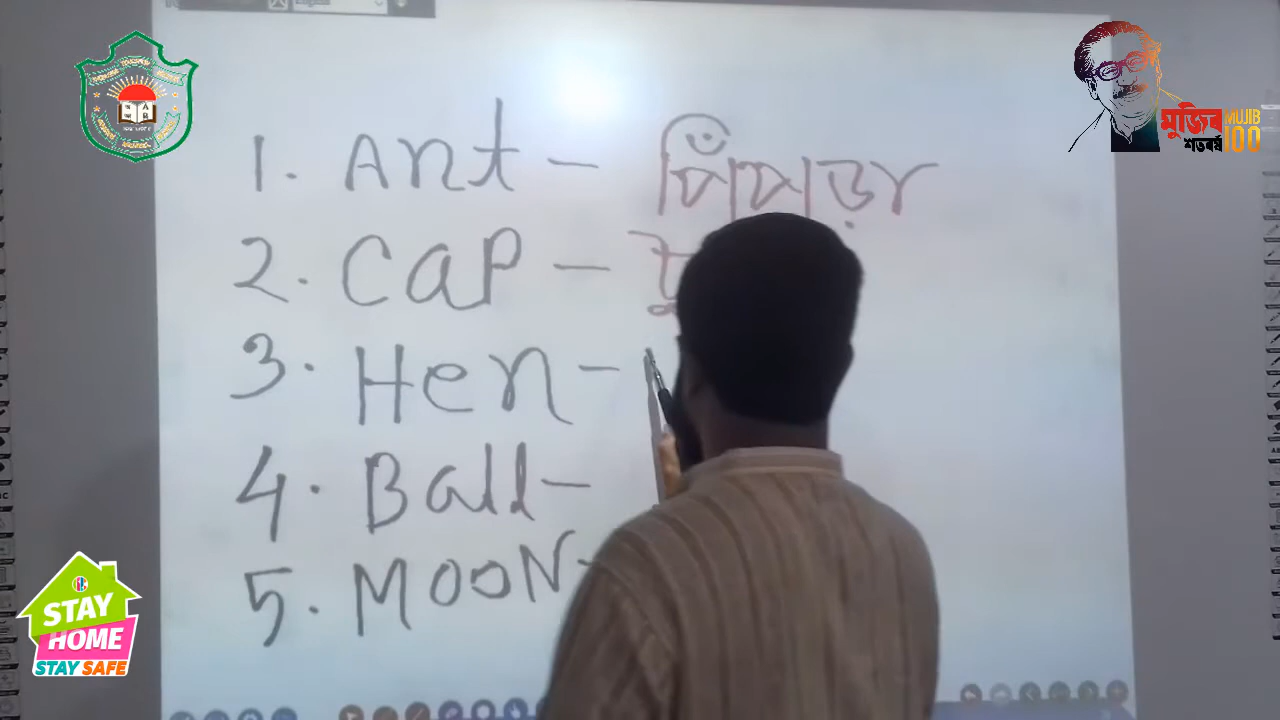 1. Ant - পিঁপড়া
2. Cap - টু
3. Hen -
4. Ball -
5. MOON -
মুজিব MUJIB
শতবর্ষ 100
STAY
HOME
STAY SAFE